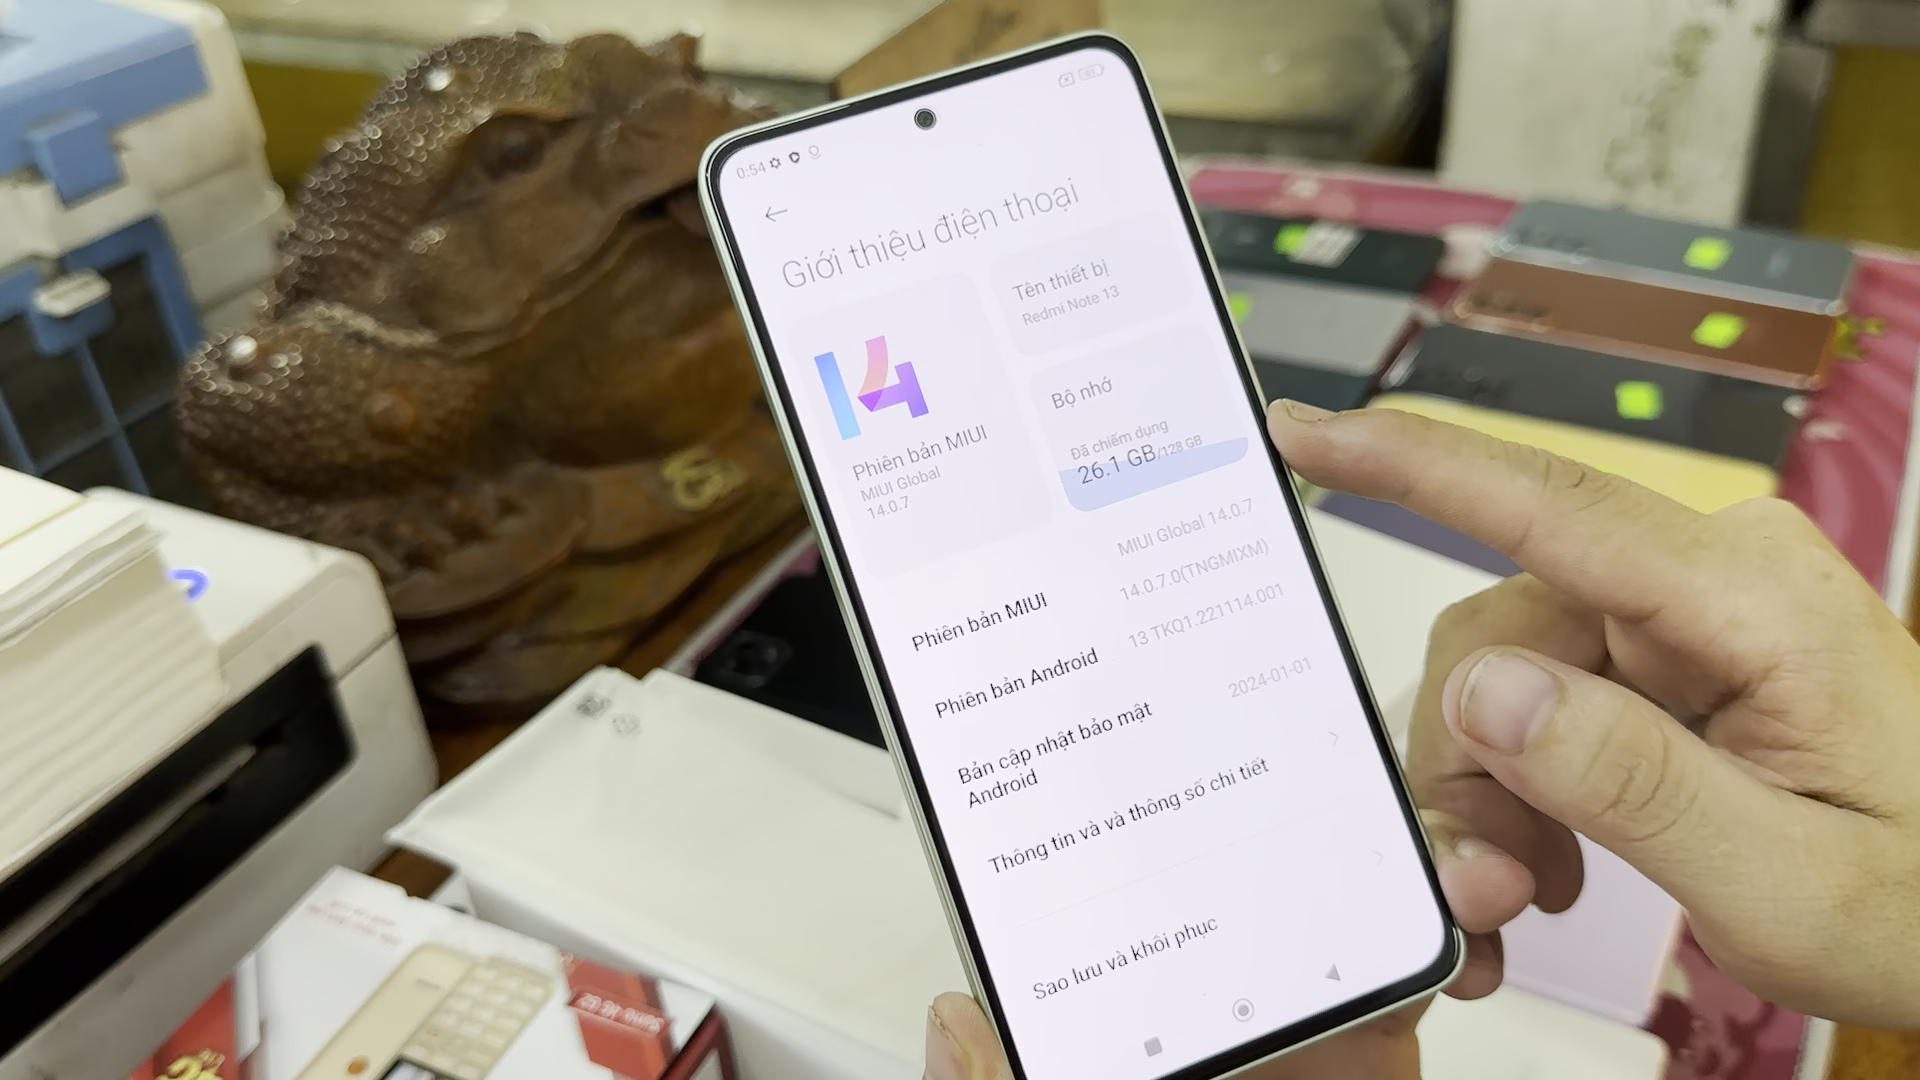 0:54
Giới thiệu điện thoại
14
Phiên bản MIUI
MIUI Global
14.0.7
Tên thiết bị
Redmi Note 13
Bộ nhớ
Đã chiếm dụng
26.1 GB/128 GB
Phiên bản MIUI
MIUI Global 14.0.7
14.0.7.0(TNGMIXM)
Phiên bản Android
13 TKQ1.221114.001
Bản cập nhật bảo mật
Android
2024-01-01
Thông tin và và thông số chi tiết
Sao lưu và khôi phục